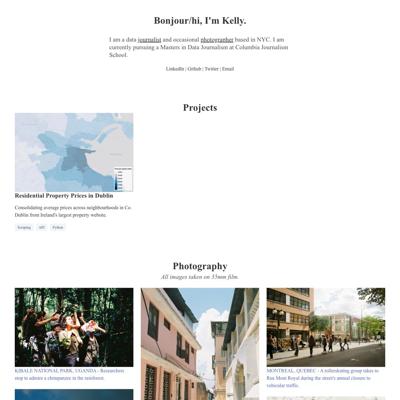 Bonjour/hi, I'm Kelly.
I am a data journalist and occasional photographer based in NYC. I am
currently pursuing a Masters in Data Journalism at Columbia Journalism
School.
LinkedIn | Github | Twitter | Email
Projects
Residential Property Prices in Dublin
Consolidating average prices across neighbourhoods in Co.
Dublin from Ireland's largest property website.
Scraping API Python
Photography
All images taken on 35mm film.
KIBALE NATIONAL PARK, UGANDA - Researchers
stop to admire a chimpanzee in the rainforest.
MONTREAL, QUEBEC - A rollerskating group takes to
Rue Mont Royal during the street's annual closure to
vehicular traffic.